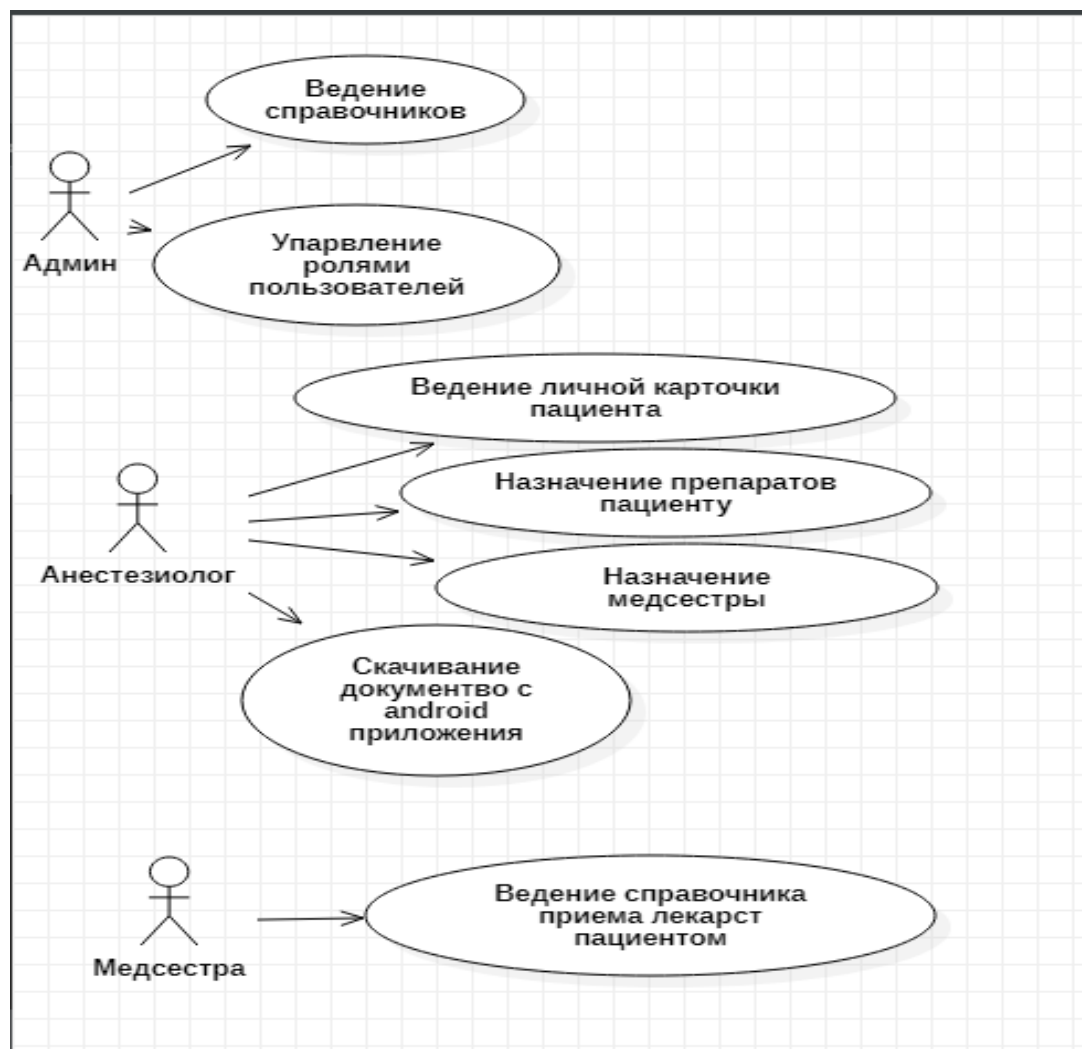 Ведение
справочников
Админ
Упарвление
ролями
пользователей
Ведение личной карточки
пациента
Назначение препаратов
пациенту
Анестезиолог
Назначение
медсестры
Скачивание
документво с
android
приложения
Ведение справочника
приема лекарст
пациентом
Медсестра